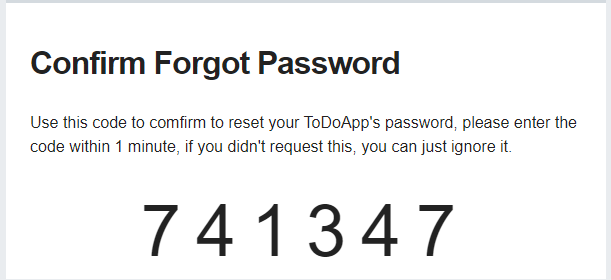 Confirm Forgot Password
Use this code to comfirm to reset your ToDoApp's password, please enter the
code within 1 minute, if you didn't request this, you can just ignore it.
7 4 1 3 4 7